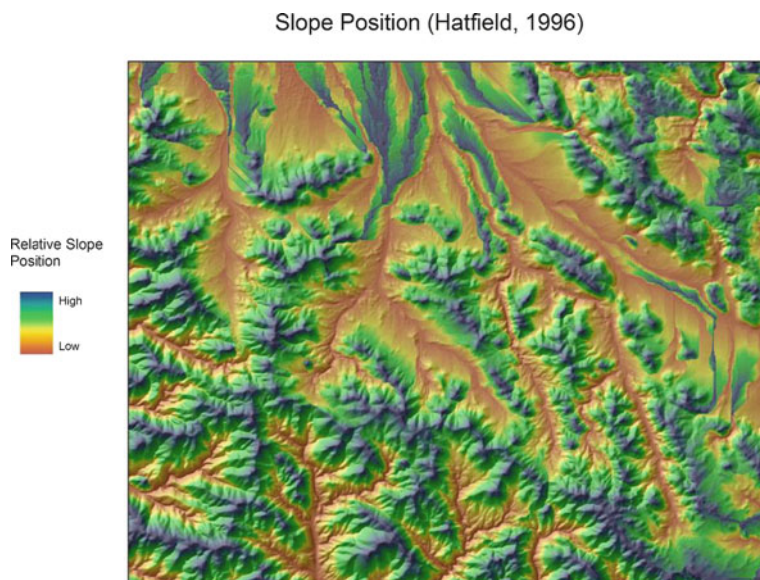 Slope Position (Hatfield, 1996)
Relative Slope
Position
High
Low